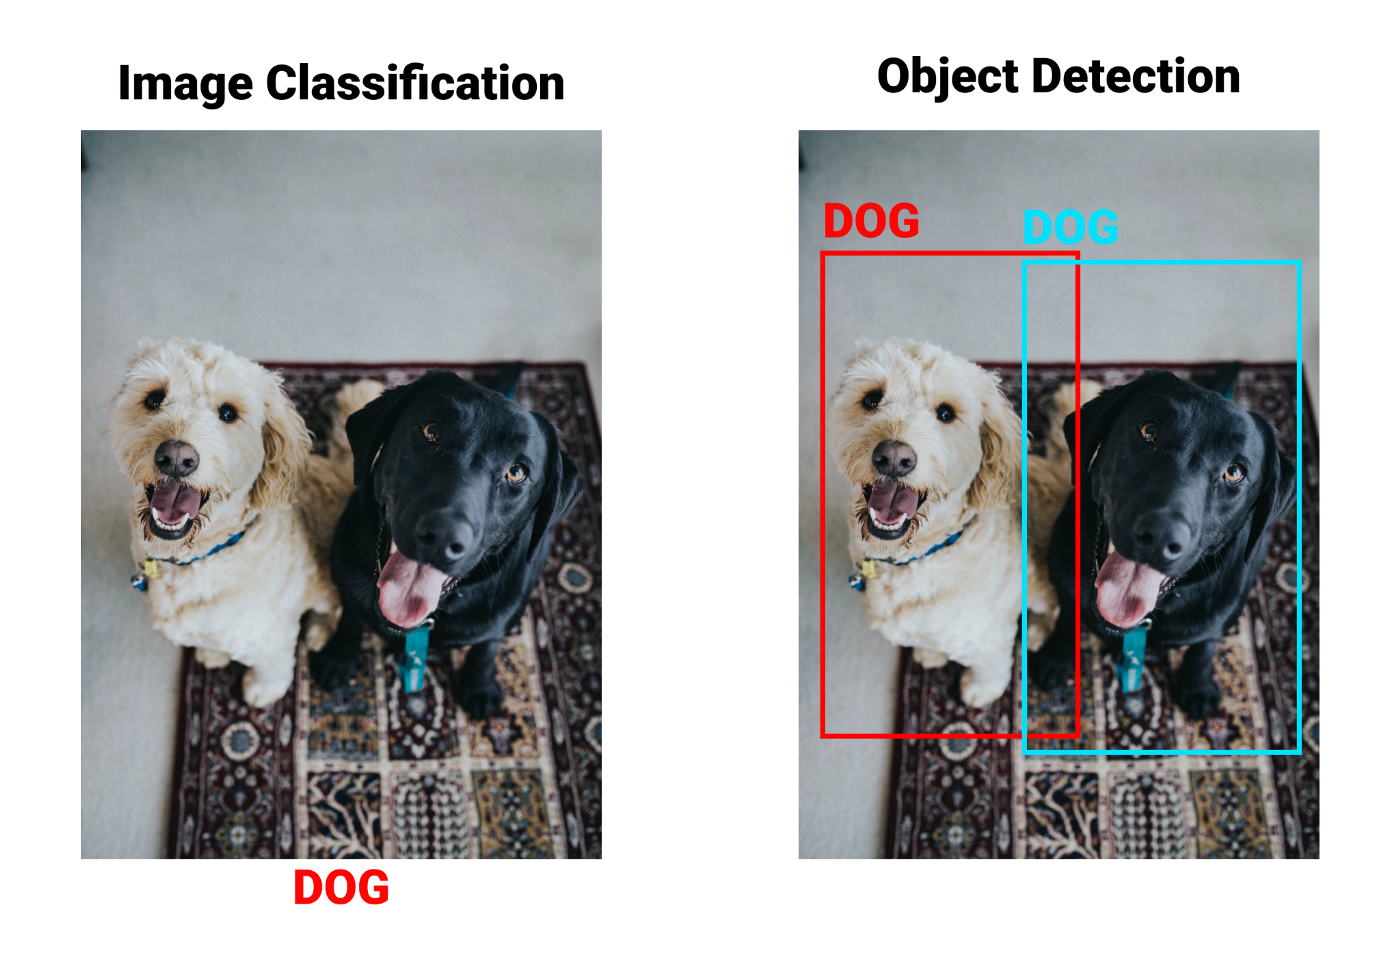 Image Classification
Object Detection
DOG
DOG
DOG